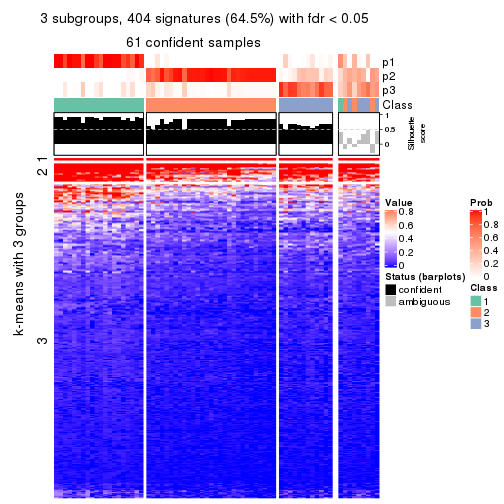 3 subgroups, 404 signatures (64.5%) with fdr < 0.05
61 confident samples
p1
p2
p3
Class
1
0.5
0
Silhouette
score
1
2
3
k-means with 3 groups
Value
0.8
0.6
0.4
0.2
0
Status (barplots)
confident
ambiguous
Prob
1
0.8
0.6
0.4
0.2
0
Class
1
2
3